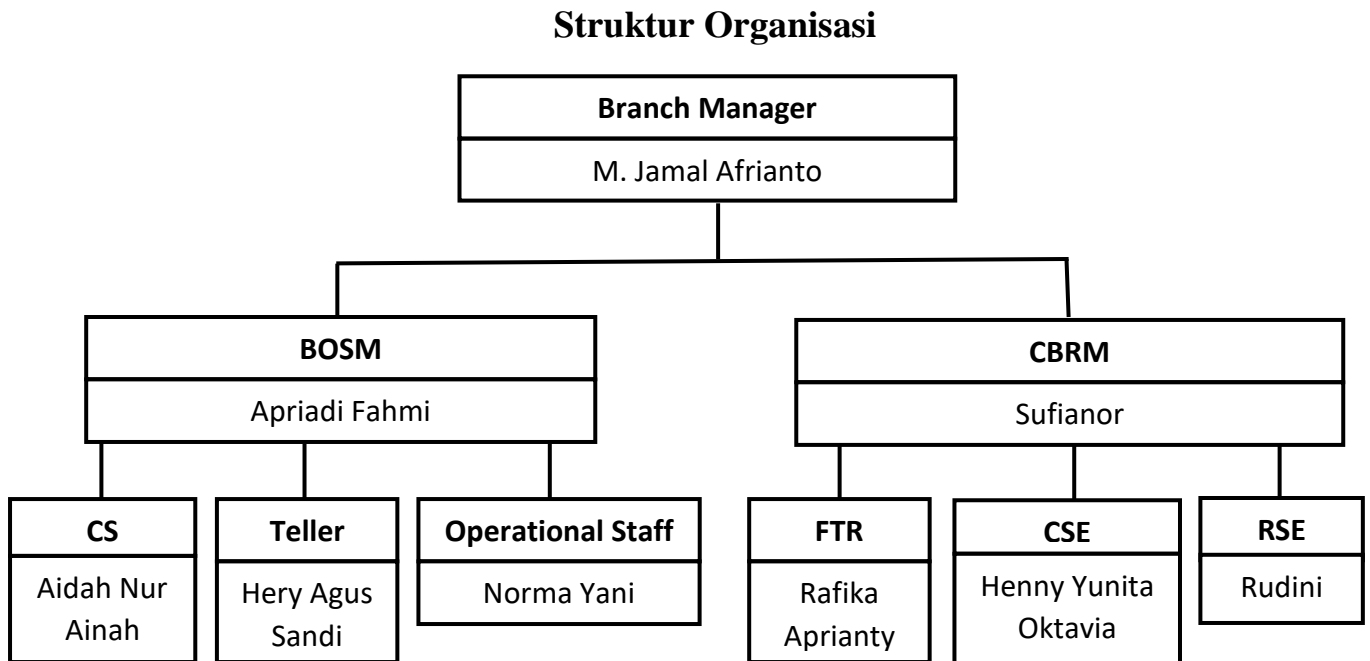 Struktur Organisasi
Branch Manager
M. Jamal Afrianto
BOSM
Apriadi Fahmi
CBRM
Sufianor
CS
Aidah Nur
Ainah
Teller
Hery Agus
Sandi
Operational Staff
Norma Yani
FTR
Rafika
Aprianty
CSE
Henny Yunita
Oktavia
RSE
Rudini